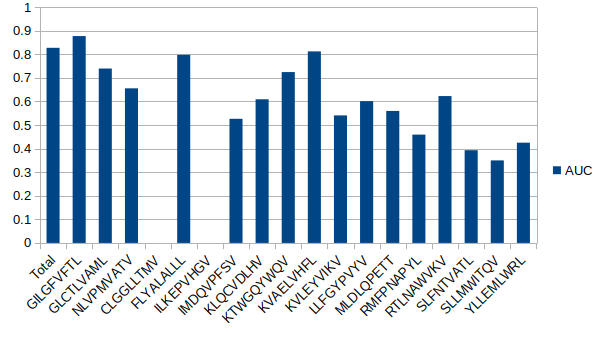 1
0.9
0.8
0.7
0.6
0.5
0.4
0.3
0.2
0.1
0
AUC
Total
GILGFVFTL
GLCTLVAML
NLVPMVATV
CLGGLLTMV
FLYALALLL
ILKEPVHGV
IMDQVPFSV
KLQCVDLHV
KTWGQYWQV
KVAELVHFL
KVLEYVIKV
LLFGYPVYV
MLDLQPETT
RMFPNAPYL
RTLNAWVKV
SLFNTVATL
SLLMWITQV
YLLEMLWRL